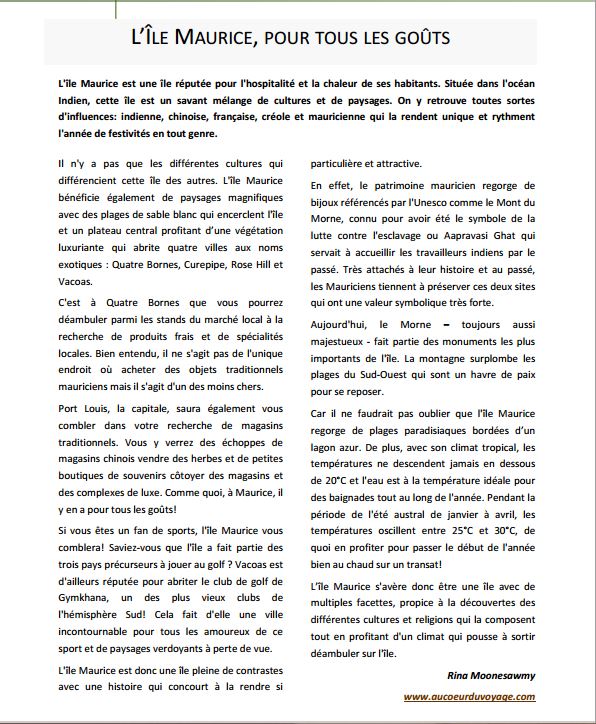 L'ÎLE MAURICE, POUR TOUS LES GOÛTS
L'île Maurice est une île réputée pour l'hospitalité et la chaleur de ses habitants. Située dans l'océan
Indien, cette île est un savant mélange de cultures et de paysages. On y retrouve toutes sortes
d'influences: indienne, chinoise, française, créole et mauricienne qui la rendent unique et rythment
l'année de festivités en tout genre.
Il n'y a pas que les différentes cultures qui
différencient cette île des autres. L'île Maurice
bénéficie également de paysages magnifiques
avec des plages de sable blanc qui encerclent l'île
et un plateau central profitant d'une végétation
luxuriante qui abrite quatre villes aux noms
exotiques : Quatre Bornes, Curepipe, Rose Hill et
Vacoas.
C'est à Quatre Bornes que vous pourrez
déambuler parmi les stands du marché local à la
recherche de produits frais et de spécialités
locales. Bien entendu, il ne s'agit pas de l'unique
endroit où acheter des objets traditionnels
mauriciens mais il s'agit d'un des moins chers.
Port Louis, la capitale, saura également vous
combler dans votre recherche de magasins
traditionnels. Vous y verrez des échoppes de
magasins chinois vendre des herbes et de petites
boutiques de souvenirs côtoyer des magasins et
des complexes de luxe. Comme quoi, à Maurice, il
y en a pour tous les goûts!
Si vous êtes un fan de sports, l'île Maurice vous
comblera! Saviez-vous que l'île a fait partie des
trois pays précurseurs à jouer au golf ? Vacoas est
d'ailleurs réputée pour abriter le club de golf de
Gymkhana, un des plus vieux clubs de
l'hémisphère Sud! Cela fait d'elle une ville
incontournable pour tous les amoureux de ce
sport et de paysages verdoyants à perte de vue.
L'île Maurice est donc une île pleine de contrastes
avec une histoire qui concourt à la rendre si
particulière et attractive.
En effet, le patrimoine mauricien regorge de
bijoux référencés par l'Unesco comme le Mont du
Morne, connu pour avoir été le symbole de la
lutte contre l'esclavage ou Aapravasi Ghat qui
servait à accueillir les travailleurs indiens par le
passé. Très attachés à leur histoire et au passé,
les Mauriciens tiennent à préserver ces deux sites
qui ont une valeur symbolique très forte.
Aujourd'hui, le Morne – toujours aussi
majestueux - fait partie des monuments les plus
importants de l'île. La montagne surplombe les
plages du Sud-Ouest qui sont un havre de paix
pour se reposer.
Car il ne faudrait pas oublier que l'île Maurice
regorge de plages paradisiaques bordées d'un
lagon azur. De plus, avec son climat tropical, les
températures ne descendent jamais en dessous
de 20°C et l'eau est à la température idéale pour
des baignades tout au long de l'année. Pendant la
période de l'été austral de janvier à avril, les
températures oscillent entre 25°C et 30°C, de
quoi en profiter pour passer le début de l'année
bien au chaud sur un transat!
L'île Maurice s'avère donc être une île avec de
multiples facettes, propice à la découvertes des
différentes cultures et religions qui la composent
tout en profitant d'un climat qui pousse à sortir
déambuler sur l'île.
Rina Moonesawmy
www.aucoeurduvoyage.com